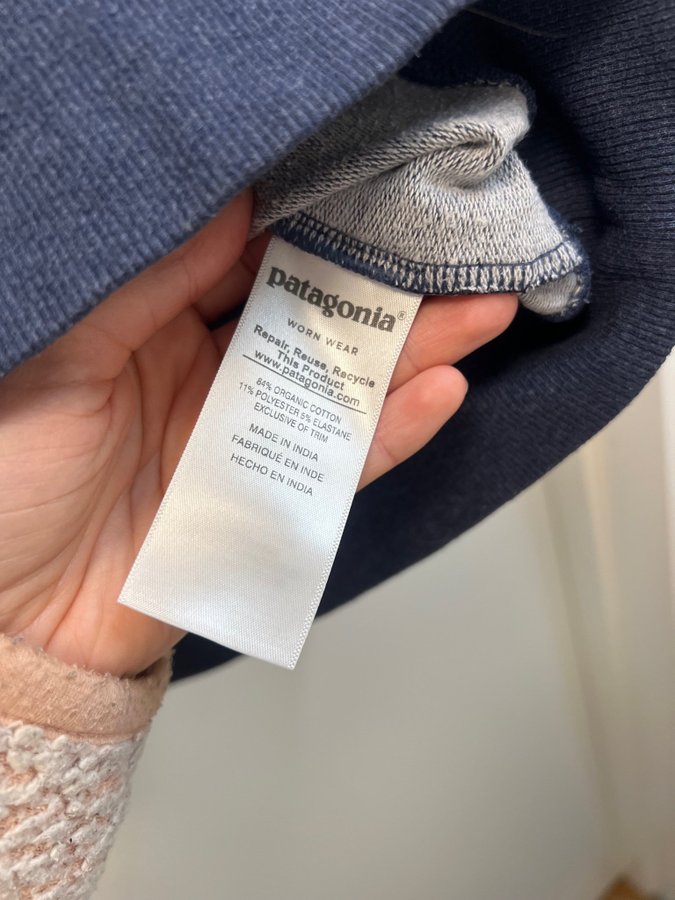 patagonia®
WORN WEAR
Repair, Reuse, Recycle
This Product
www.patagonia.com
84% ORGANIC COTTON
11% POLYESTER 5% ELASTANE
EXCLUSIVE OF TRIM
MADE IN INDIA
FABRIQUÉ EN INDE
HECHO EN INDIA